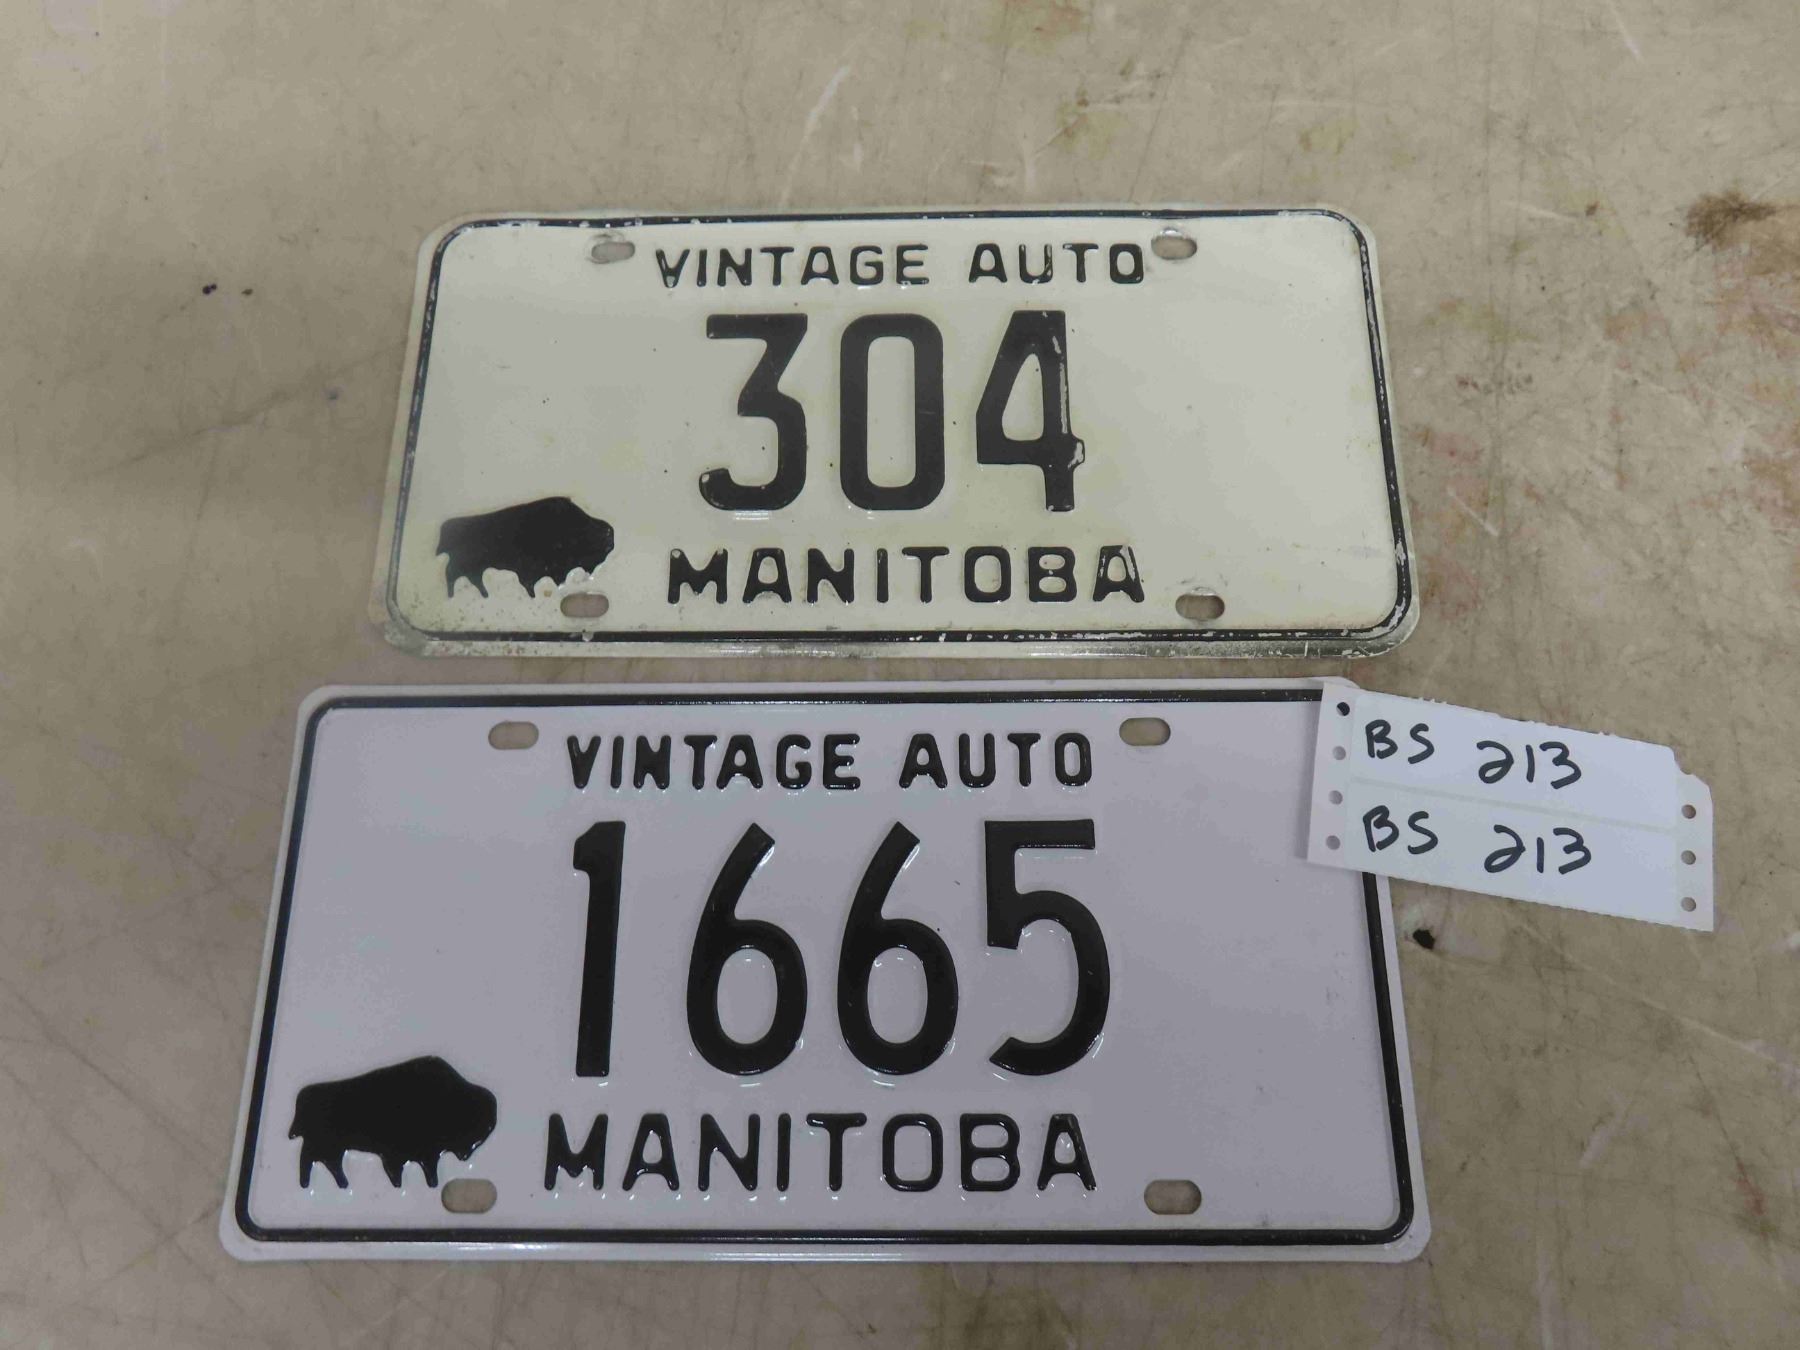 VINTAGE AUTO
304
MANITOBA
VINTAGE AUTO
1665
MANITOBA
BS 213
BS 213